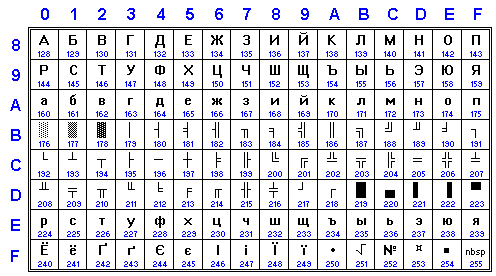 0 1 2 3 4 5 6 7 8 9 A B C D E F
8 А Б В Г Д Е Ж З И Й К Л М Н О П
128 129 130 131 132 133 134 135 136 137 138 139 140 141 142 143
9 Р С Т У Ф Х Ц Ч Ш Щ Ъ Ы Ь Э Ю Я
144 145 146 147 148 149 150 151 152 153 154 155 156 157 158 159
A а б в г д е ж з и й к л м н о п
160 161 162 163 164 165 166 167 168 169 170 171 172 173 174 175
B ░ ▒ ▓ │ ┤ ╡ ╢ ╖ ╕ ╣ ║ ╗ ╝ ╜ ╛ ┐
176 177 178 179 180 181 182 183 184 185 186 187 188 189 190 191
C └ ┴ ┬ ├ ─ ┼ ╞ ╟ ╚ ╔ ╩ ╦ ╠ ═ ╬ ╧
192 193 194 195 196 197 198 199 200 201 202 203 204 205 206 207
D ╨ ╤ ╥ ╙ ╘ ╒ ╓ ╫ ╪ ┘ ┌ █ ▄ ▌ ▐ ▀
208 209 210 211 212 213 214 215 216 217 218 219 220 221 222 223
E р с т у ф х ц ч ш щ ъ ы ь э ю я
224 225 226 227 228 229 230 231 232 233 234 235 236 237 238 239
F Ё ё Ґ ґ Є є І і Ї ї • √ № ¤ ■ nbsp
240 241 242 243 244 245 246 247 248 249 250 251 252 253 254 255